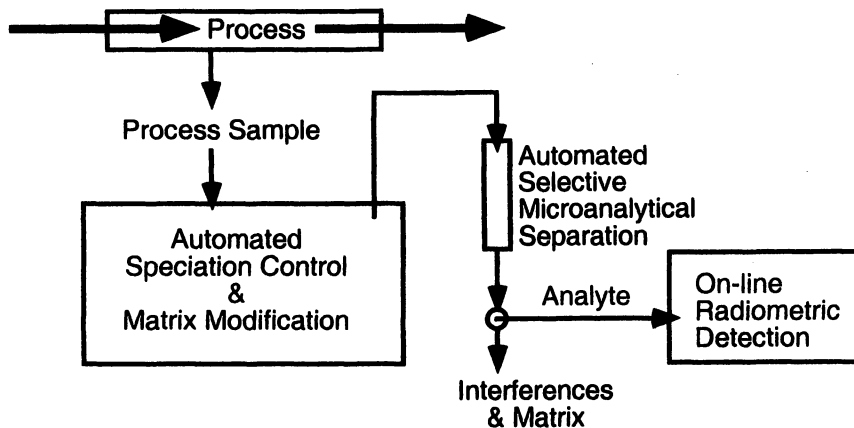 Process
Process Sample
Automated
Speciation Control
&
Matrix Modification
Automated
Selective
Microanalytical
Separation
Analyte
On-line
Radiometric
Detection
Interferences
& Matrix